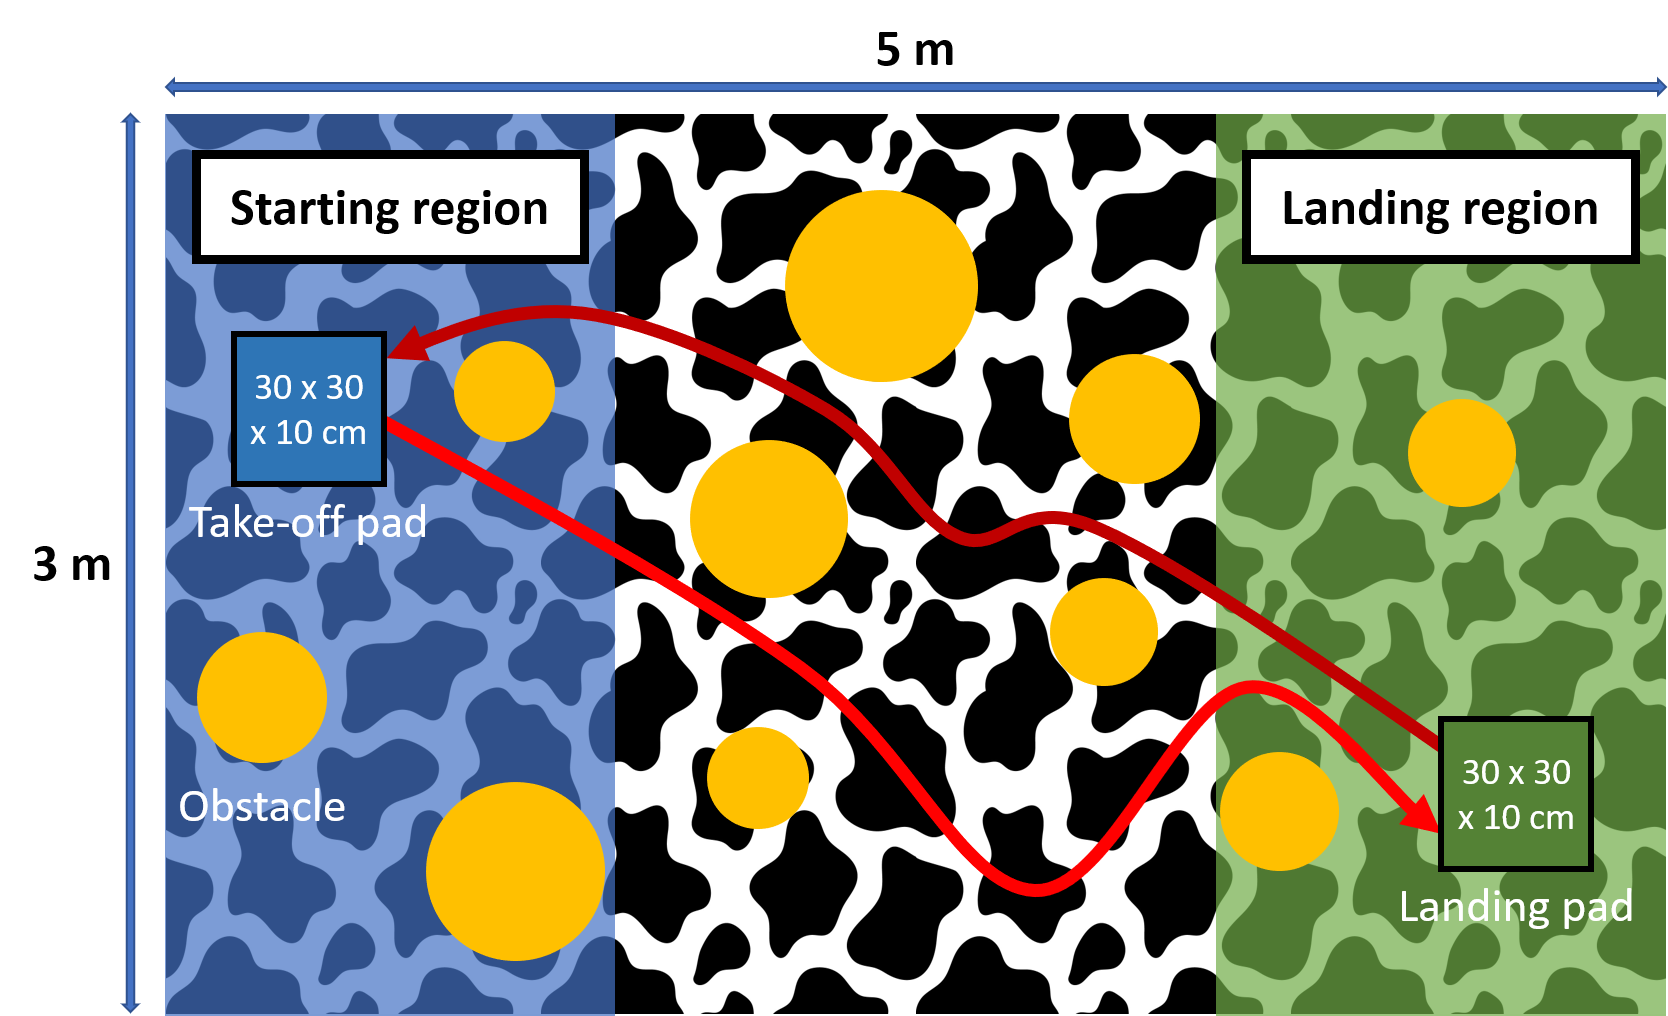 5 m
Starting region
Landing region
30 x 30
x 10 cm
Take-off pad
3 m
Obstacle
30 x 30
x 10 cm
Landing pad